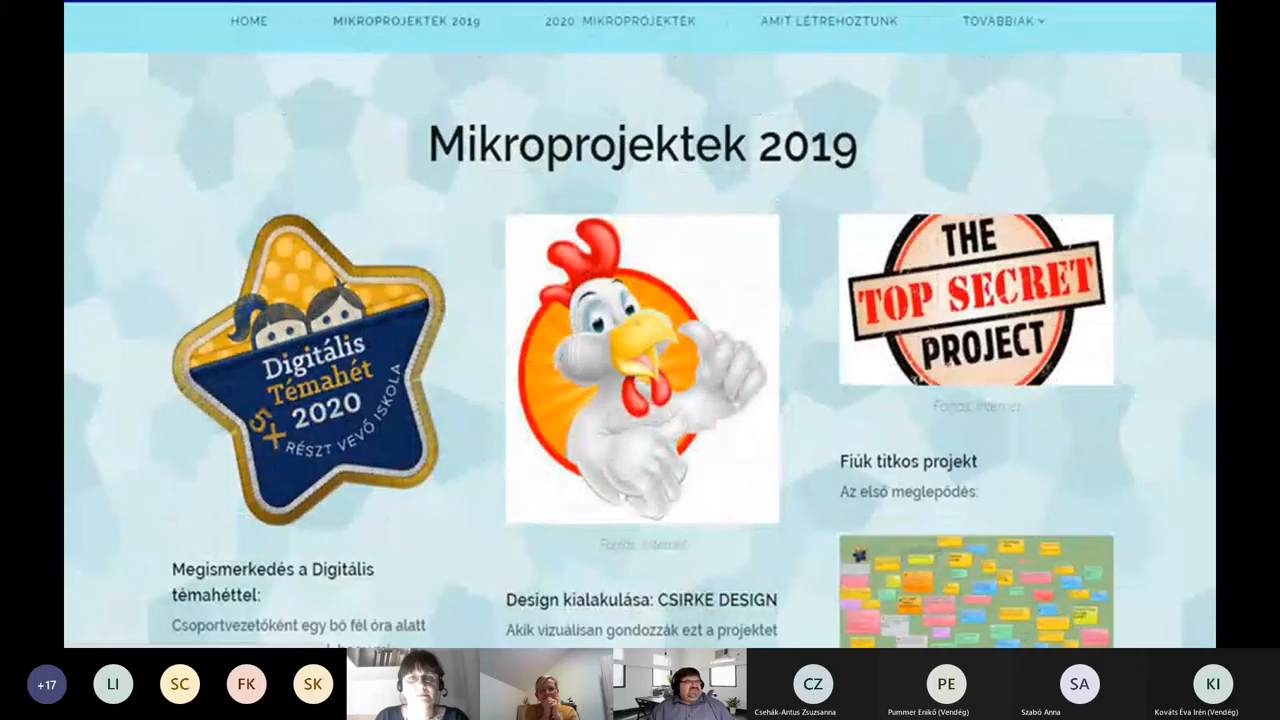 HOME MIKROPROJEKTEK 2019 2020 MIKROPROJEKTEK AMIT LÉTREHOZTUNK TOVÁBBIAK
Mikroprojektek 2019
Digitális
Témahét
2020
5X
RÉSZT VEVŐ ISKOLA
Megismerkedés a Digitális
témahéttel:
Csoportvezetőként egy bő fél óra alatt
Forrás: Internet
Design kialakulása: CSIRKE DESIGN
Akik vizuálisan gondozzák ezt a projektet
THE
TOP SECRET
PROJECT
Forrás: Internet
Fiúk titkos projekt
Az első meglepődés:
+17 LI SC FK SK CZ PE SA KI
Csehák-Antus Zsuzsanna Pummer Enikő (Vendég) Szabó Anna Kováts Éva Irén (Vendég)